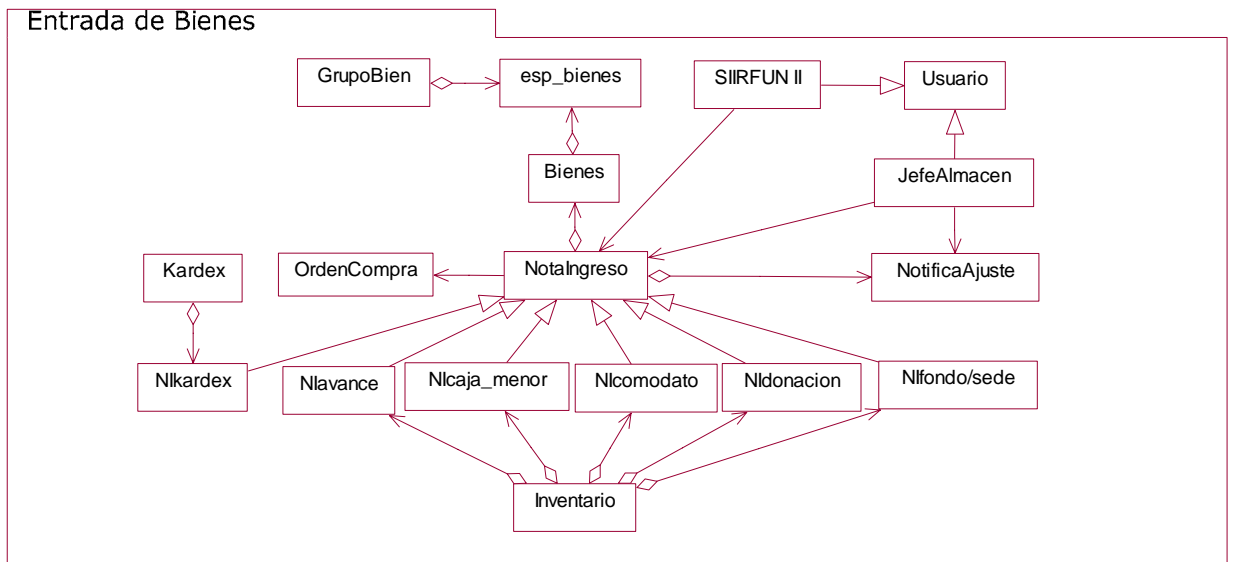 Entrada de Bienes
GrupoBien
esp_bienes
SIIRFUN II
Usuario
Bienes
JefeAlmacen
Kardex
OrdenCompra
NotaIngreso
NotificaAjuste
NIkardex
NIavance
NIcaja_menor
NIcomodato
NIdonacion
NIfondo/sede
Inventario